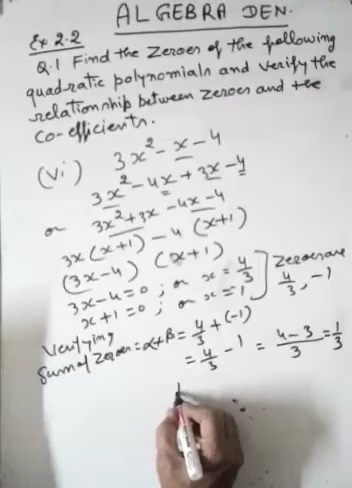 ALGEBRA DEN.
Ex 2.2
Q.1 Find the Zeroes of the following
quadratic polynomials and verify the
relationship between zeroes and the
co-efficients.
(vi) 3x² - x - 4
3x² - 4x + 3x - 4
or 3x² + 3x - 4x - 4
3x(x+1) - 4(x+1)
(3x-4) (x+1)
3x-4=0; or x = 4/3
x+1=0; or x=-1
Zeroes are 4/3, -1
Verifying
Sum of Zeroes = α+β = 4/3 + (-1)
= 4/3 - 1 = 4-3/3 = 1/3